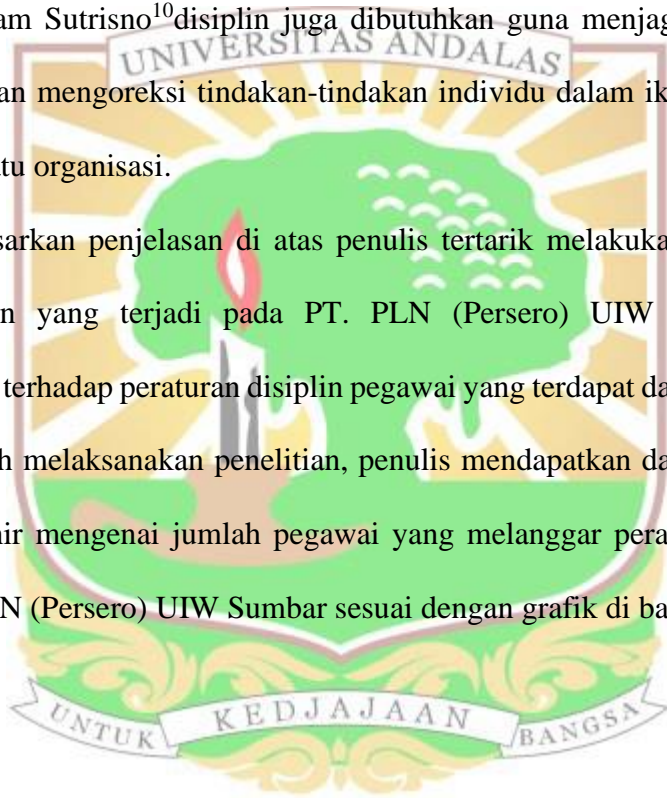 am Sutrisno10disiplin juga dibutuhkan guna menjag
UNIVERSITAS ANDALAS
an mengoreksi tindakan-tindakan individu dalam ik
tu organisasi.
sarkan penjelasan di atas penulis tertarik melakuka
n yang terjadi pada PT. PLN (Persero) UIW
terhadap peraturan disiplin pegawai yang terdapat da
h melaksanakan penelitian, penulis mendapatkan da
ir mengenai jumlah pegawai yang melanggar pera
N (Persero) UIW Sumbar sesuai dengan grafik di ba
UNTUK KEDJAJAAN BANGSA